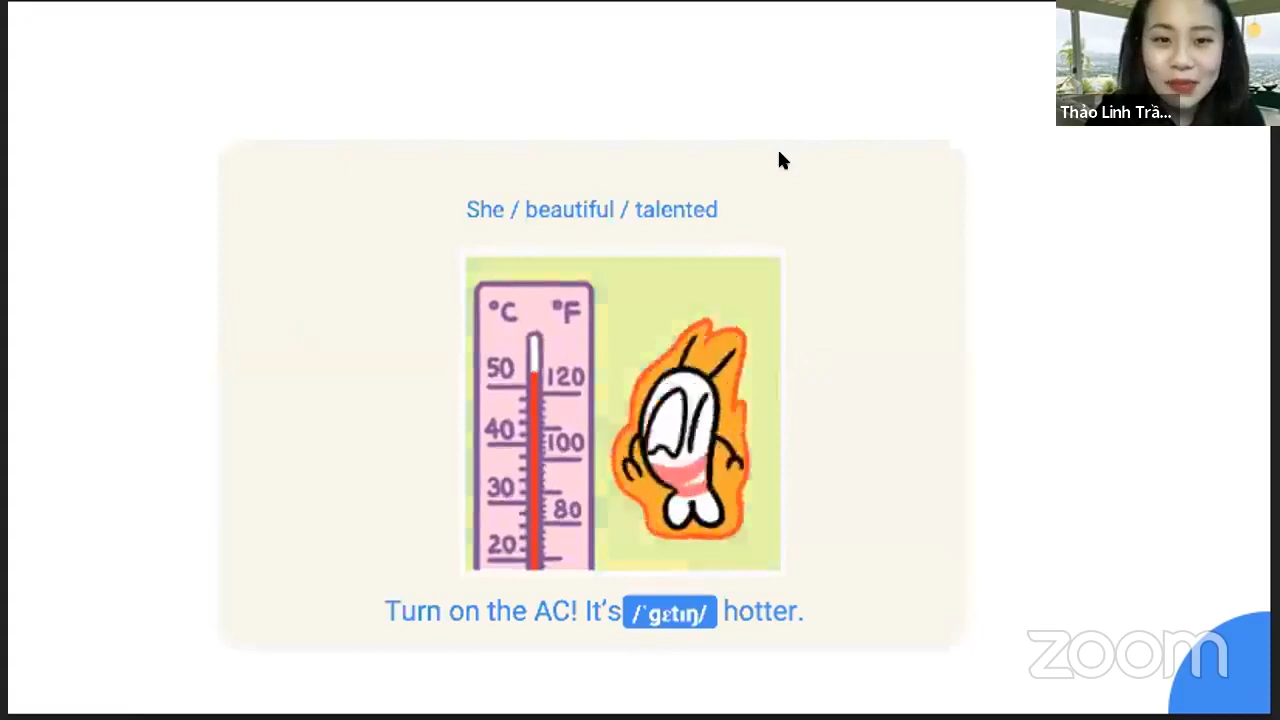 Thảo Linh Trầ...
She / beautiful / talented
°C °F
50 120
40 100
30 80
20
Turn on the AC! It's /ˈgɛtɪŋ/ hotter.
zoom